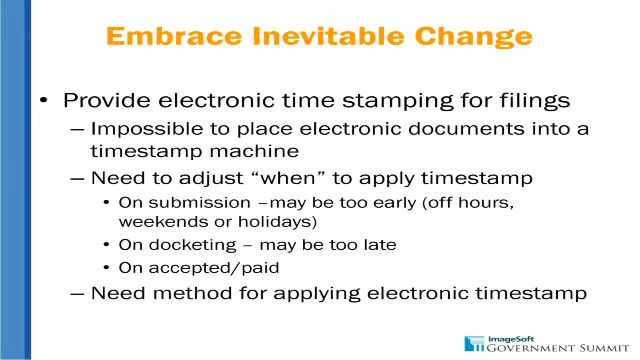 Embrace Inevitable Change
• Provide electronic time stamping for filings
– Impossible to place electronic documents into a
timestamp machine
– Need to adjust “when” to apply timestamp
• On submission –may be too early (off hours,
weekends or holidays)
• On docketing – may be too late
• On accepted/paid
– Need method for applying electronic timestamp
ImageSoft
GOVERNMENT SUMMIT